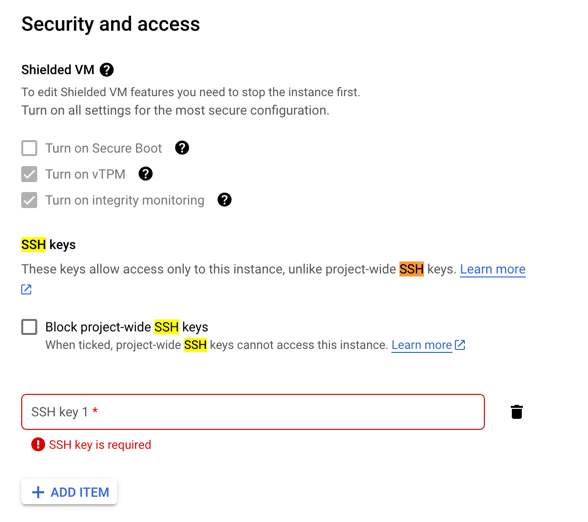 Security and access
Shielded VM
To edit Shielded VM features you need to stop the instance first.
Turn on all settings for the most secure configuration.
Turn on Secure Boot
Turn on vTPM
Turn on integrity monitoring
SSH keys
These keys allow access only to this instance, unlike project-wide SSH keys. Learn more
Block project-wide SSH keys
When ticked, project-wide SSH keys cannot access this instance. Learn more
SSH key 1 *
SSH key is required
+ ADD ITEM